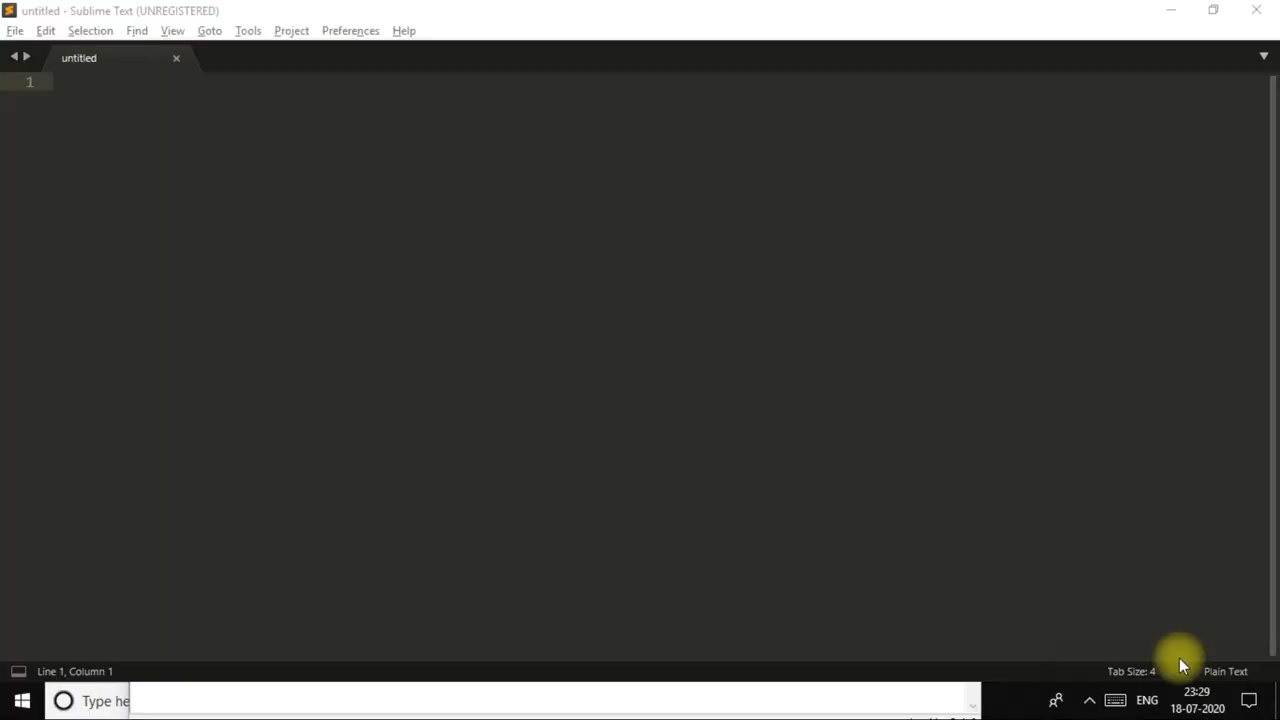 untitled - Sublime Text (UNREGISTERED)
File Edit Selection Find View Goto Tools Project Preferences Help
untitled
1
Line 1, Column 1 Tab Size: 4 Plain Text
Type he ENG 23:29
18-07-2020